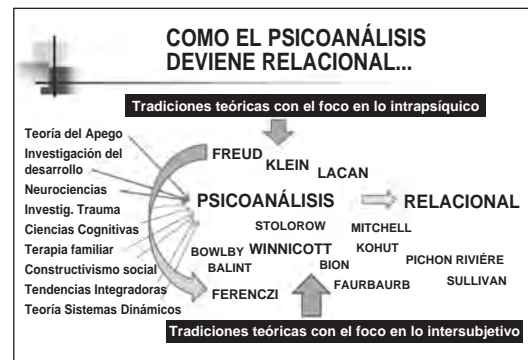 COMO EL PSICOANÁLISIS
DEVIENE RELACIONAL...
Tradiciones teóricas con el foco en lo intrapsíquico
Teoría del Apego
Investigación del
desarrollo
Neurociencias
Investig. Trauma
Ciencias Cognitivas
Terapia familiar
Constructivismo social
Tendencias Integradoras
Teoría Sistemas Dinámicos
FREUD
KLEIN
LACAN
PSICOANÁLISIS
RELACIONAL
STOLOROW
MITCHELL
BOWLBY
WINNICOTT
KOHUT
BALINT
BION
PICHON RIVIÉRE
FERENCZI
FAURBAURB
SULLIVAN
Tradiciones teóricas con el foco en lo intersubjetivo